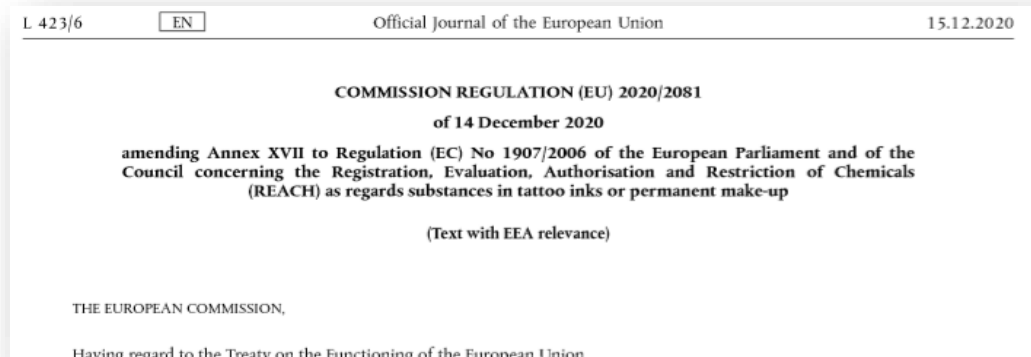 L 423/6 EN Official Journal of the European Union 15.12.2020
COMMISSION REGULATION (EU) 2020/2081
of 14 December 2020
amending Annex XVII to Regulation (EC) No 1907/2006 of the European Parliament and of the
Council concerning the Registration, Evaluation, Authorisation and Restriction of Chemicals
(REACH) as regards substances in tattoo inks or permanent make-up
(Text with EEA relevance)
THE EUROPEAN COMMISSION,
Having regard to the Treaty on the Functioning of the European Union